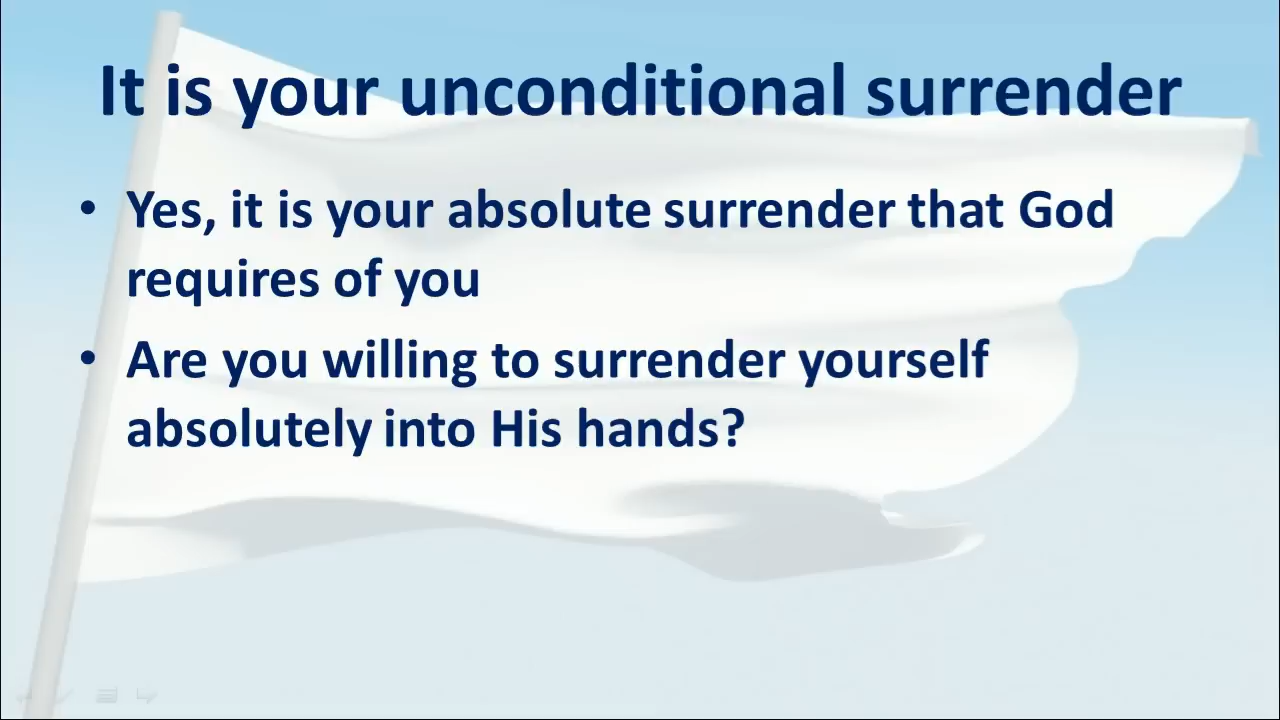 It is your unconditional surrender
• Yes, it is your absolute surrender that God
requires of you
• Are you willing to surrender yourself
absolutely into His hands?